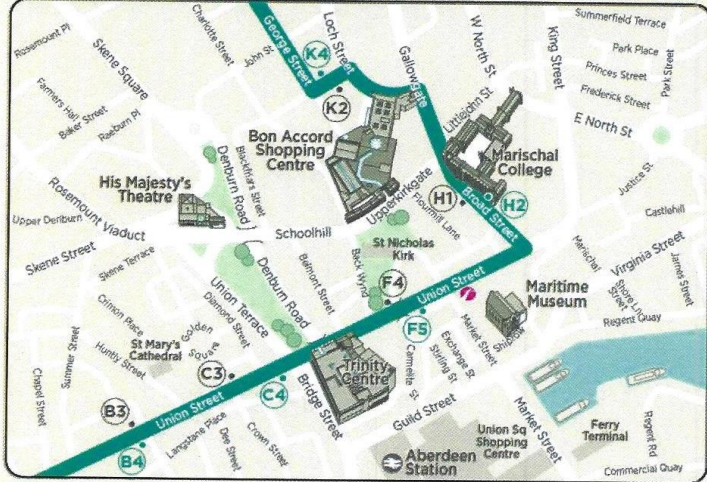 Rosemount Pl
Skene Square
Charlotte Street
John St
George Street
K4
Loch Street
K2
Gallowgate
W North St
King Street
Summerfield Terrace
Park Place
Princes Street
Park Street
Frederick Street
E North St
Farmers Hall
Baker Street
Raeburn Pl
Littlejohn St
Bon Accord
Shopping
Centre
Marischal
College
Blackfriars Street
Denburn Road
His Majesty's
Theatre
Upperkirkgate
H1
Broad Street
H2
Justice St
Castlehill
Rosemount Viaduct
Upper Denburn
Schoolhill
Flourmill Lane
St Nicholas
Kirk
Virginia Street
Marischal
Street
Shore Ln
James Street
Skene Street
Skene Terrace
Denburn Road
Belmont Street
Back Wynd
F4
Union Street
Maritime
Museum
Regent Quay
Union Terrace
Diamond Street
Crimon Place
Golden
Square
Huntly Street
St Mary's
Cathedral
F5
Market Street
Shiprow
Exchange St
Stirling St
Carmelite
St
Trinity
Centre
Summer Street
Chapel Street
C3
C4
Bridge Street
Guild Street
Market Street
B3
Union Street
B4
Langstane Place
Dee Street
Crown Street
Union Sq
Shopping
Centre
Ferry
Terminal
Regent Rd
Aberdeen
Station
Commercial Quay